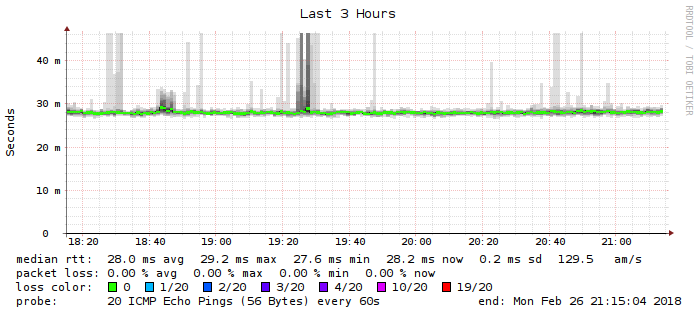 Last 3 Hours
RRDTOOL / TOBI OETIKER
Seconds
40 m
30 m
20 m
10 m
0
18:20 18:40 19:00 19:20 19:40 20:00 20:20 20:40 21:00
median rtt: 28.0 ms avg 29.2 ms max 27.6 ms min 28.2 ms now 0.2 ms sd 129.5 am/s
packet loss: 0.00 % avg 0.00 % max 0.00 % min 0.00 % now
loss color: 0 1/20 2/20 3/20 4/20 10/20 19/20
probe: 20 ICMP Echo Pings (56 Bytes) every 60s end: Mon Feb 26 21:15:04 2018